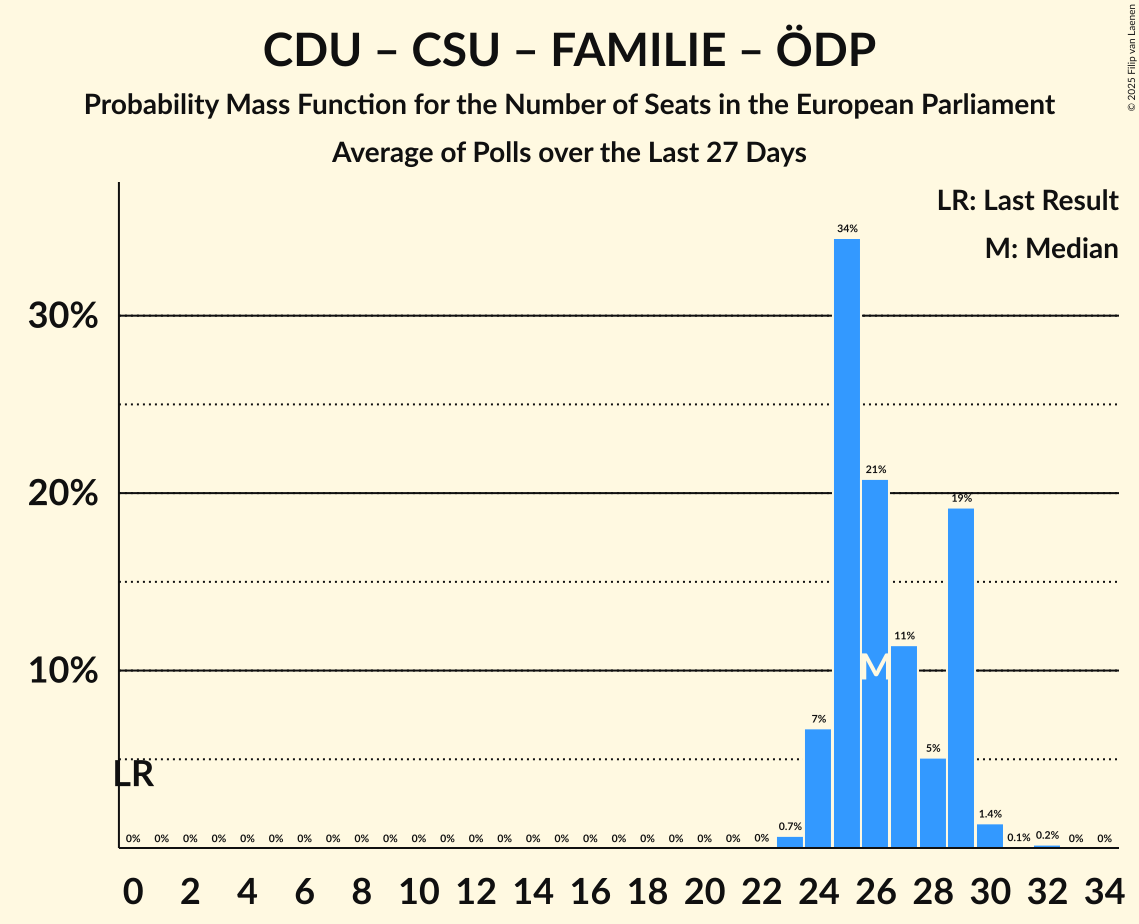 CDU – CSU – FAMILIE – ÖDP
Probability Mass Function for the Number of Seats in the European Parliament
Average of Polls over the Last 27 Days
© 2025 Filip van Laenen
LR: Last Result
M: Median
34%
30%
21%
20%
19%
11%
10%
M
7%
5%
LR
0% 0% 0% 0% 0% 0% 0% 0% 0% 0% 0% 0% 0% 0% 0% 0% 0% 0% 0% 0% 0% 0% 0% 0.7% 1.4% 0.1% 0.2% 0% 0%
0 2 4 6 8 10 12 14 16 18 20 22 24 26 28 30 32 34